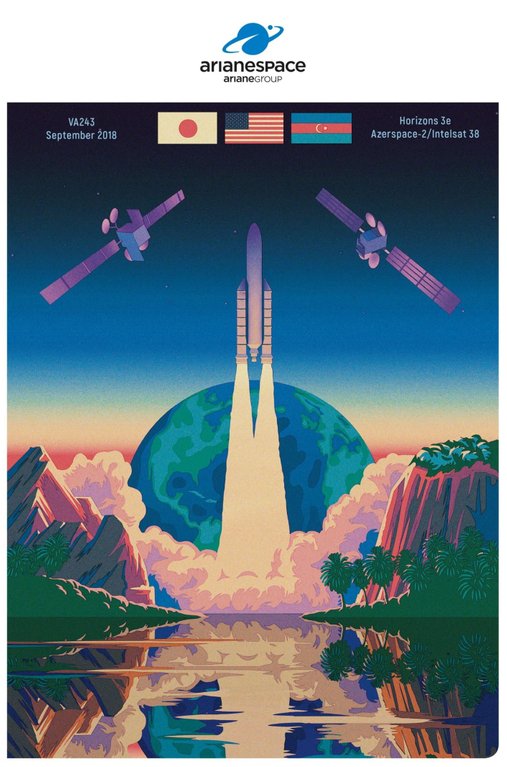 arianespace
arianeGROUP
VA243
September 2018
Horizons 3e
Azerspace-2/Intelsat 38